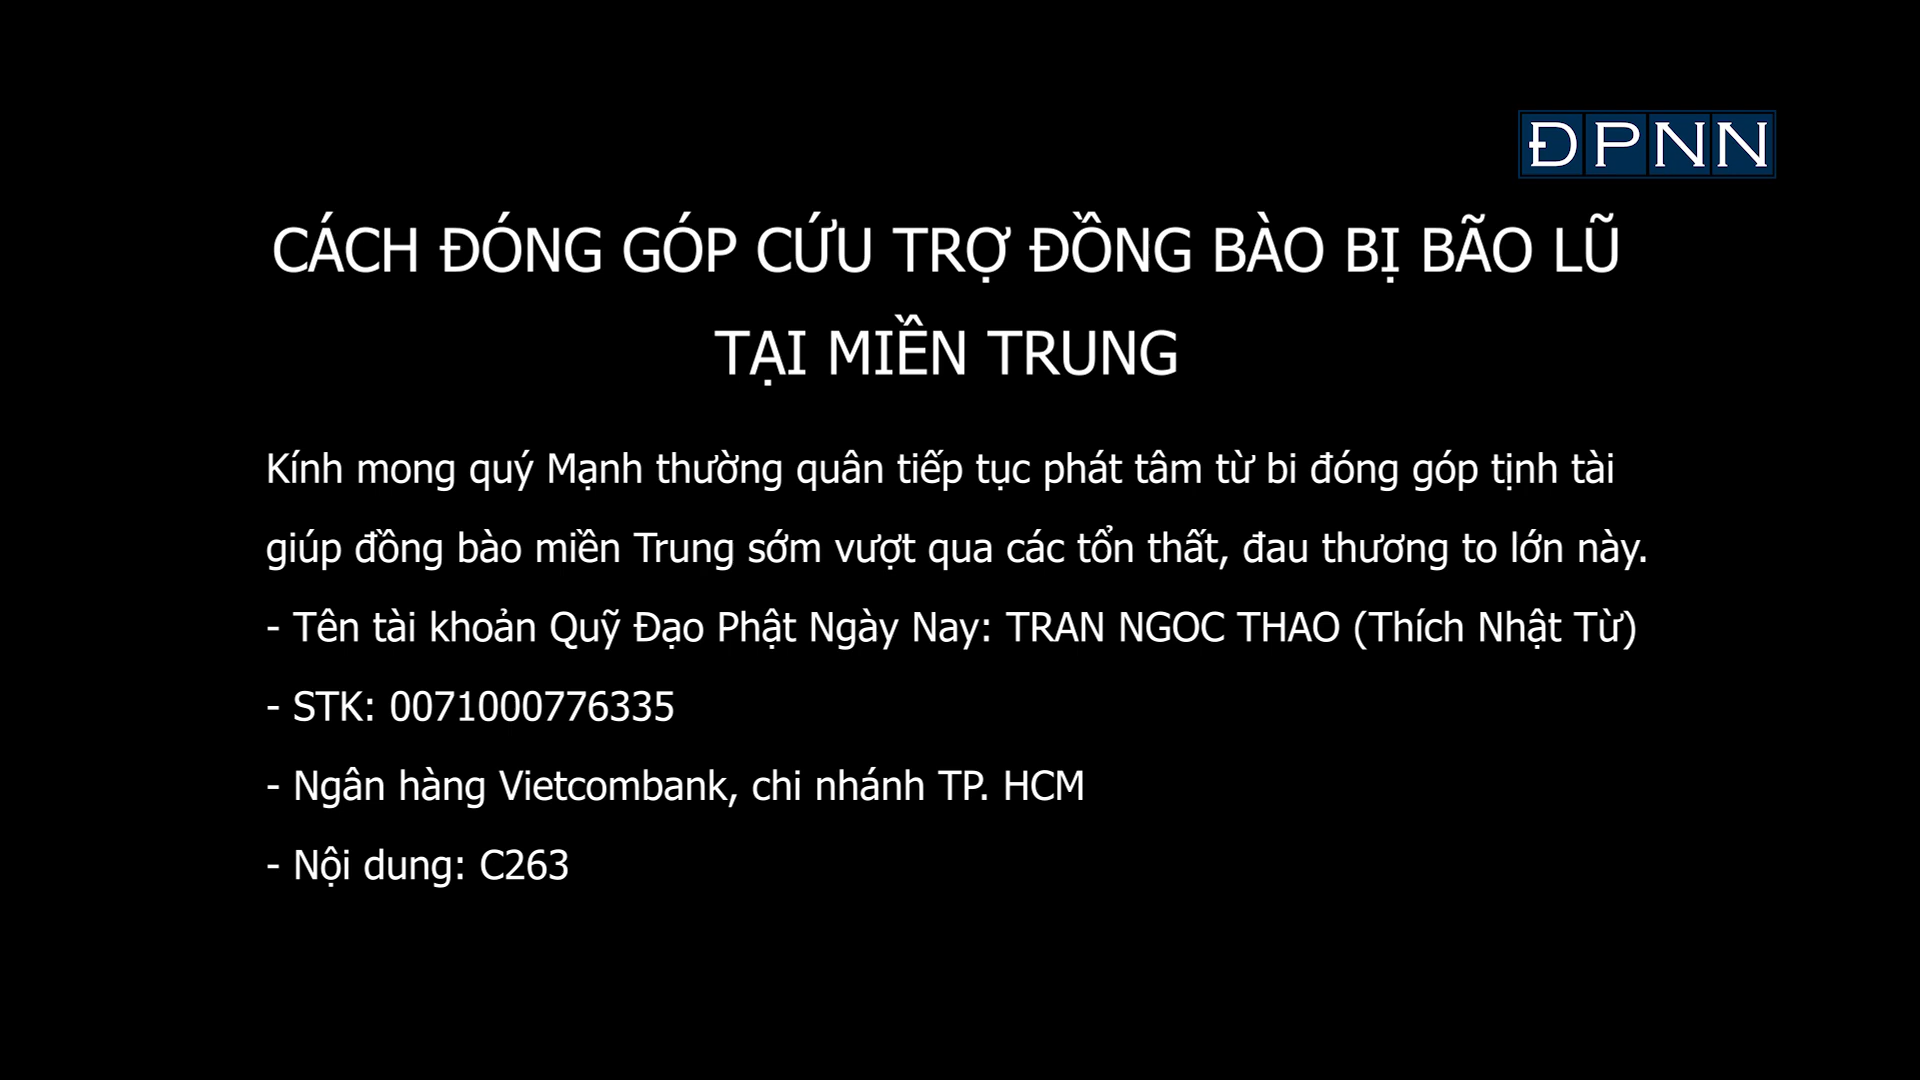 ĐPNN
CÁCH ĐÓNG GÓP CỨU TRỢ ĐỒNG BÀO BỊ BÃO LŨ
TẠI MIỀN TRUNG
Kính mong quý Mạnh thường quân tiếp tục phát tâm từ bi đóng góp tịnh tài
giúp đồng bào miền Trung sớm vượt qua các tổn thất, đau thương to lớn này.
- Tên tài khoản Quỹ Đạo Phật Ngày Nay: TRAN NGOC THAO (Thích Nhật Từ)
- STK: 0071000776335
- Ngân hàng Vietcombank, chi nhánh TP. HCM
- Nội dung: C263